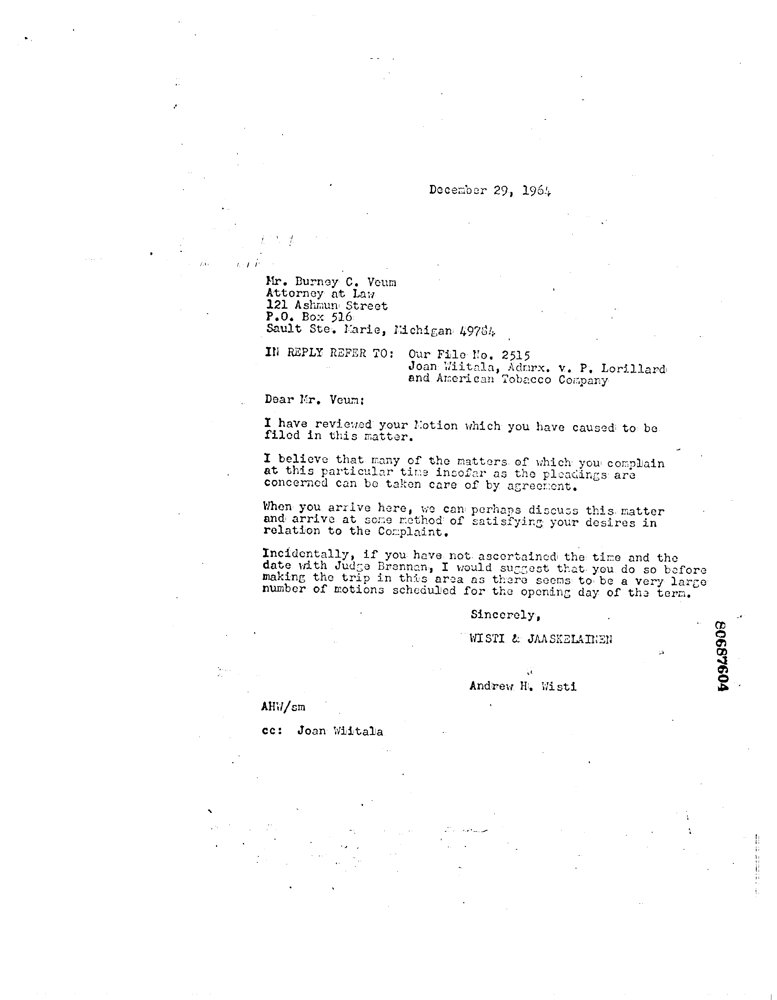 December 29, 1964
Mr. Burney C. Veum
Attorney at Law
121 Ashmun Street
P.O. Box 516
Sault Ste. Marie, Michigan 49784
IN REPLY REFER TO: Our File No. 2515
Joan Wiitala, Admrx. v. P. Lorillard
and American Tobacco Company
Dear Mr. Veum:
I have reviewed your Motion which you have caused to be
filed in this matter.
I believe that many of the matters of which you complain
at this particular time insofar as the pleadings are
concerned can be taken care of by agreement.
When you arrive here, we can perhaps discuss this matter
and arrive at some method of satisfying your desires in
relation to the Complaint.
Incidentally, if you have not ascertained the time and the
date with Judge Brennan, I would suggest that you do so before
making the trip in this area as there seems to be a very large
number of motions scheduled for the opening day of the term.
Sincerely,
WISTI & JAASKELAINEN
Andrew H. Wisti
AHW/sm
cc: Joan Wiitala
80687604